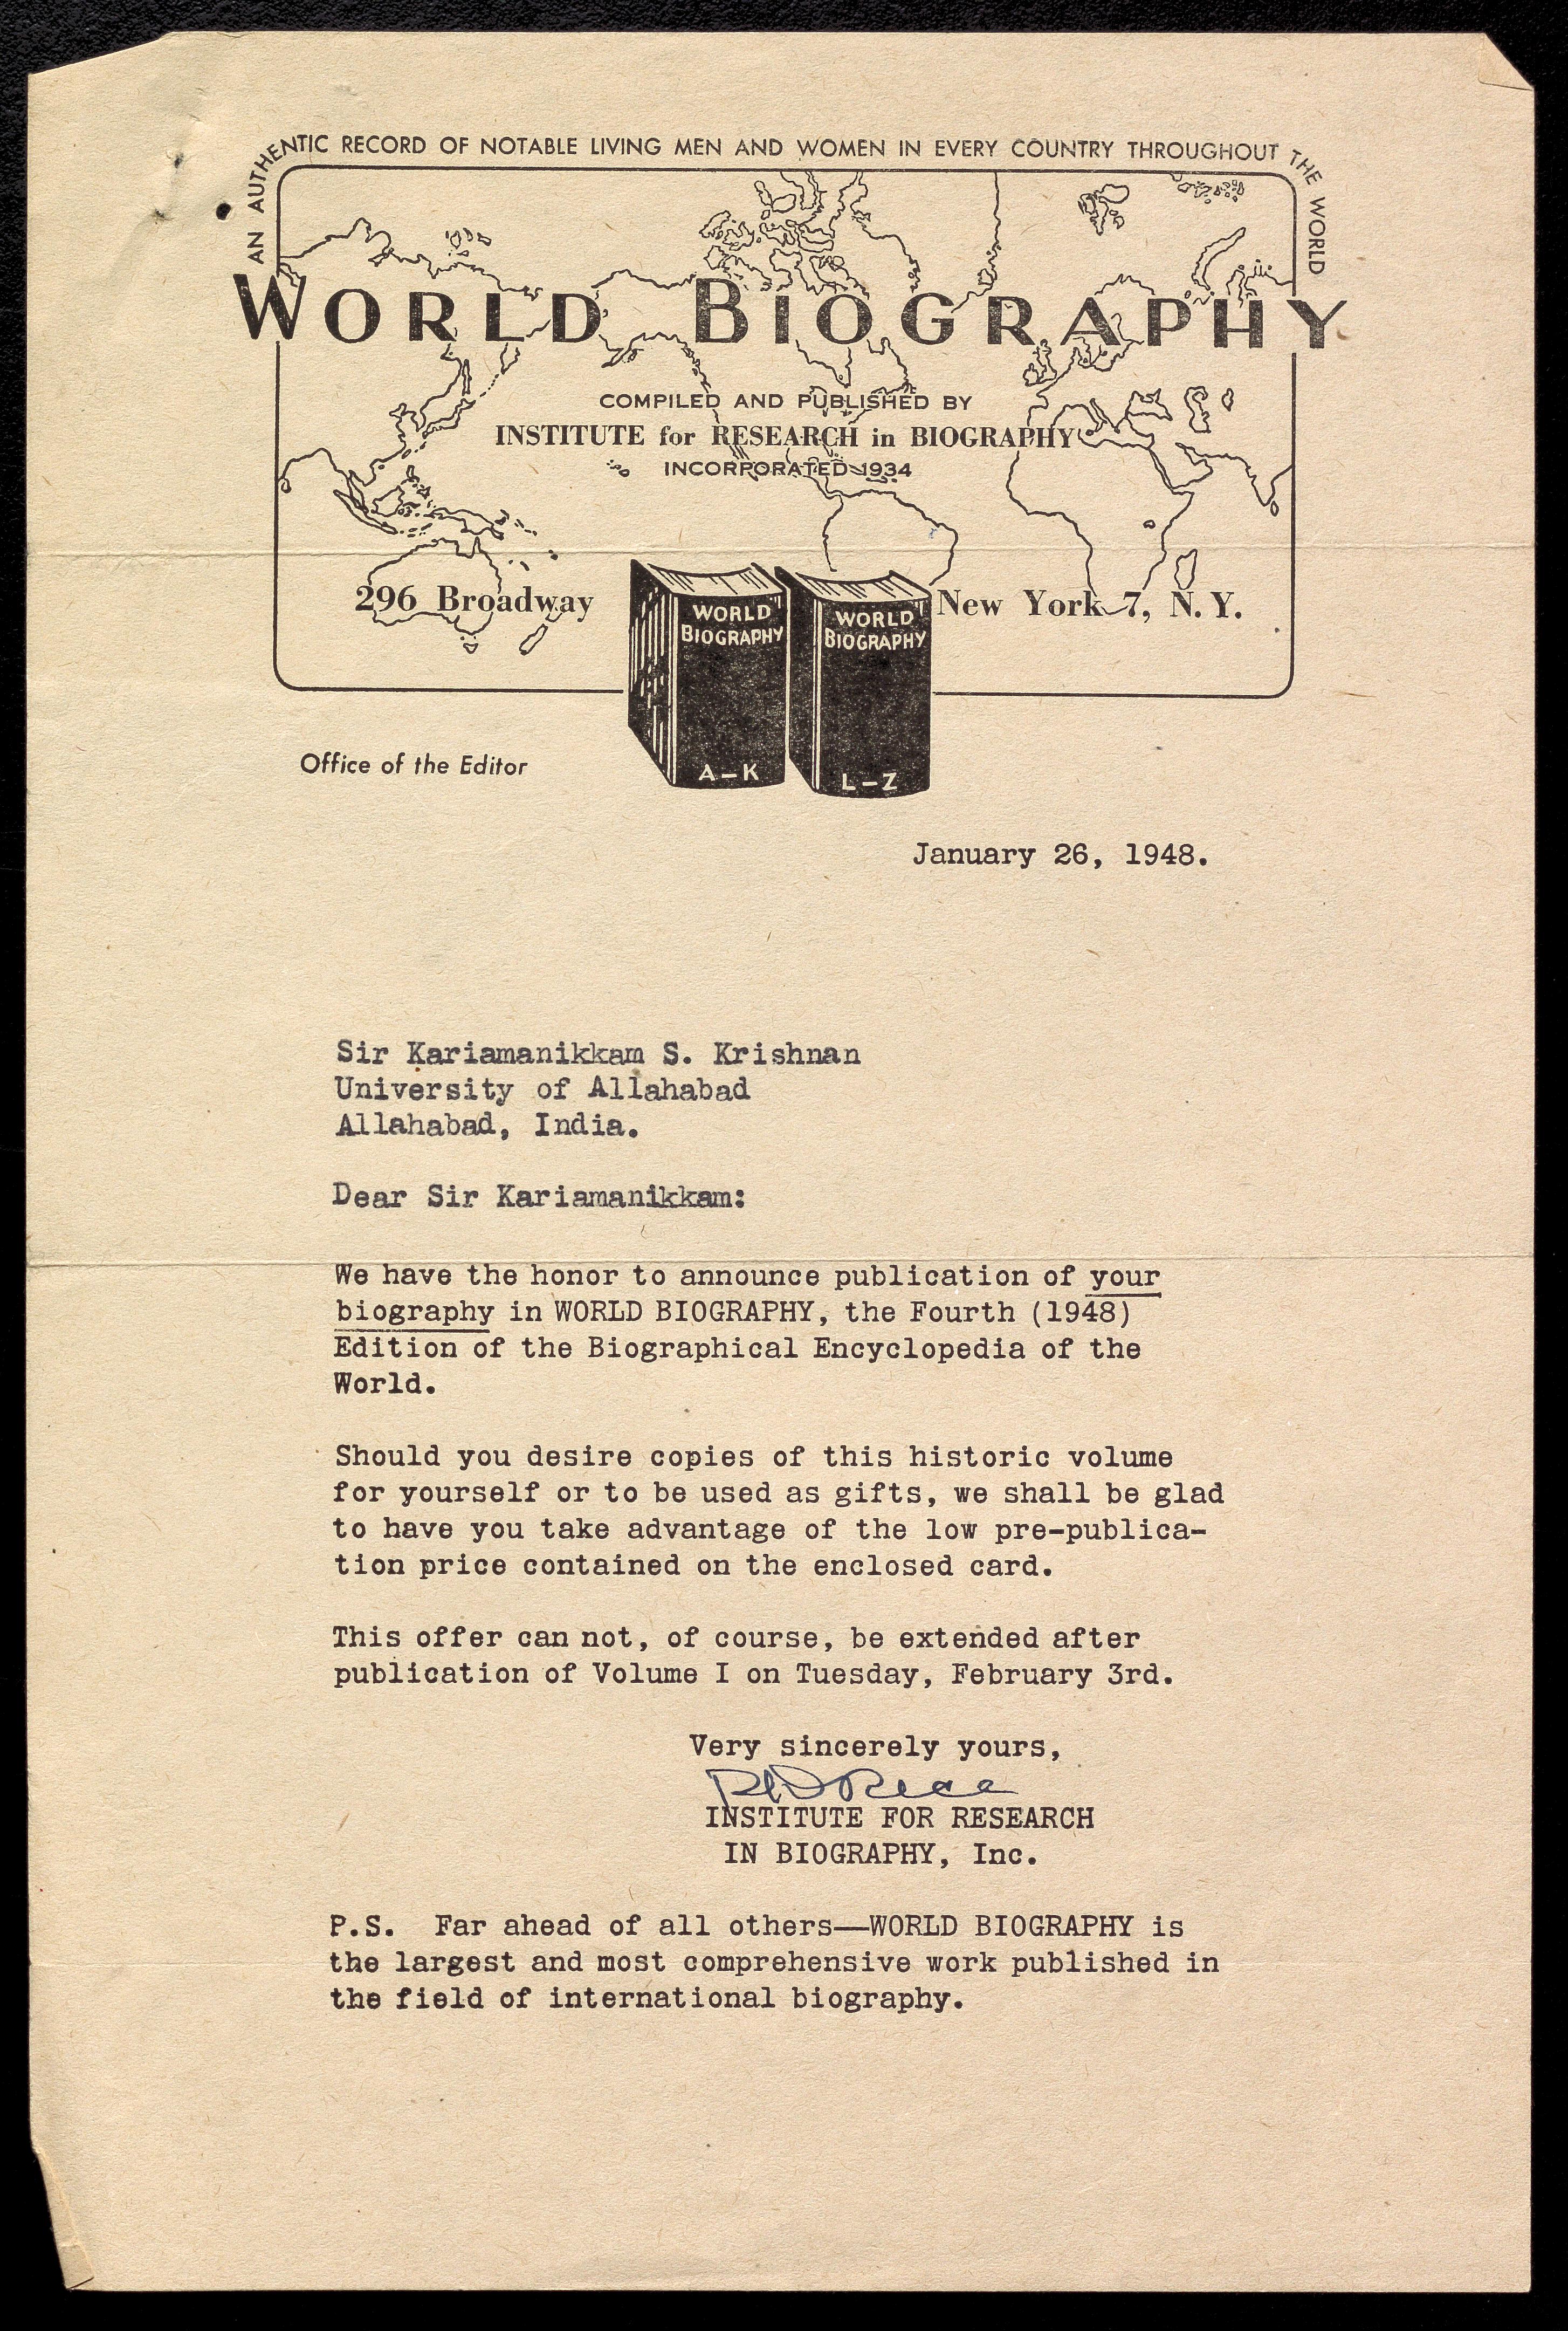 AN AUTHENTIC RECORD OF NOTABLE LIVING MEN AND WOMEN IN EVERY COUNTRY THROUGHOUT THE WORLD
WORLD BIOGRAPHY
COMPILED AND PUBLISHED BY
INSTITUTE for RESEARCH in BIOGRAPHY
INCORPORATED 1934
296 Broadway New York 7, N. Y.
WORLD BIOGRAPHY
A-K
WORLD BIOGRAPHY
L-Z
Office of the Editor
January 26, 1948.
Sir Kariamanikkam S. Krishnan
University of Allahabad
Allahabad, India.
Dear Sir Kariamanikkam:
We have the honor to announce publication of your
biography in WORLD BIOGRAPHY, the Fourth (1948)
Edition of the Biographical Encyclopedia of the
World.
Should you desire copies of this historic volume
for yourself or to be used as gifts, we shall be glad
to have you take advantage of the low pre-publica-
tion price contained on the enclosed card.
This offer can not, of course, be extended after
publication of Volume I on Tuesday, February 3rd.
Very sincerely yours,
INSTITUTE FOR RESEARCH
IN BIOGRAPHY, Inc.
P.S. Far ahead of all others—WORLD BIOGRAPHY is
the largest and most comprehensive work published in
the field of international biography.